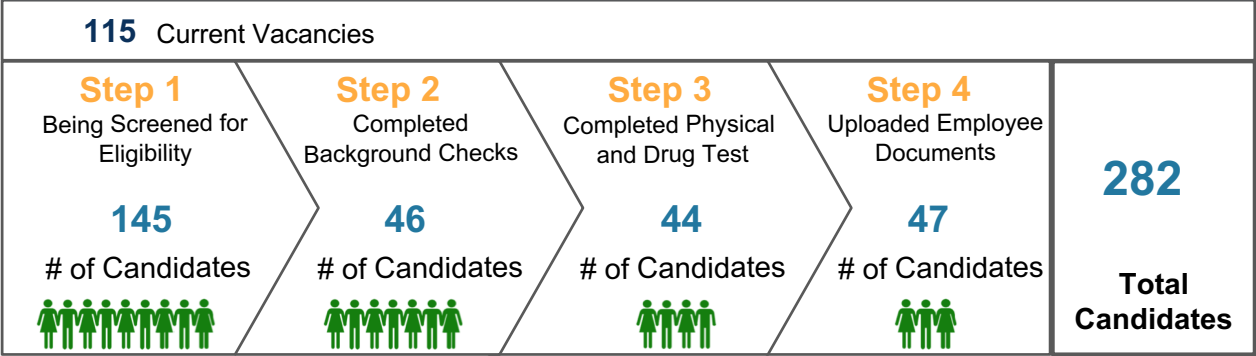 115 Current Vacancies
Step 1
Being Screened for
Eligibility
145
# of Candidates
Step 2
Completed
Background Checks
46
# of Candidates
Step 3
Completed Physical
and Drug Test
44
# of Candidates
Step 4
Uploaded Employee
Documents
47
# of Candidates
282
Total
Candidates